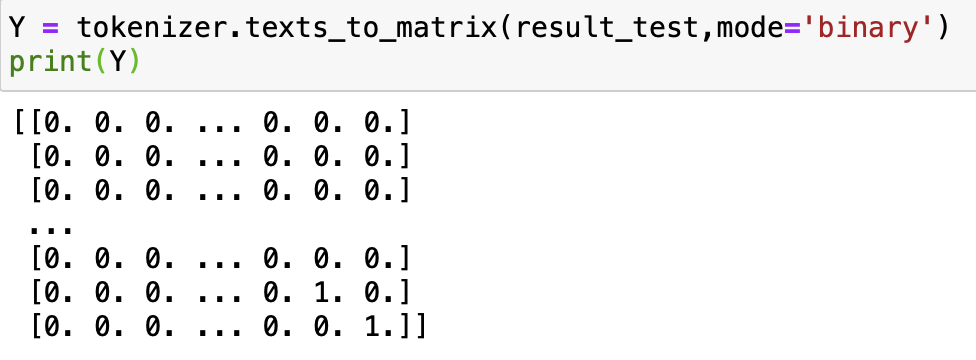 Y = tokenizer.texts_to_matrix(result_test,mode='binary')
print(Y)
[[0. 0. 0. ... 0. 0. 0.]
 [0. 0. 0. ... 0. 0. 0.]
 [0. 0. 0. ... 0. 0. 0.]
 ...
 [0. 0. 0. ... 0. 0. 0.]
 [0. 0. 0. ... 0. 1. 0.]
 [0. 0. 0. ... 0. 0. 1.]]